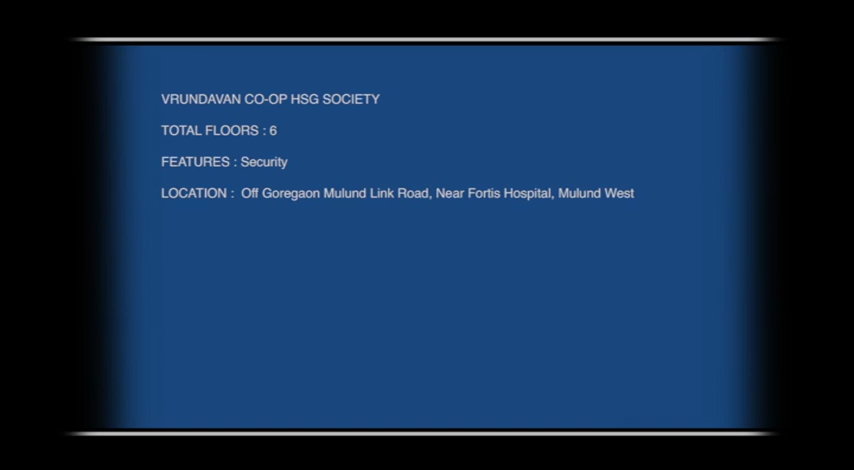 VRUNDAVAN CO-OP HSG SOCIETY
TOTAL FLOORS : 6
FEATURES : Security
LOCATION :  Off Goregaon Mulund Link Road, Near Fortis Hospital, Mulund West